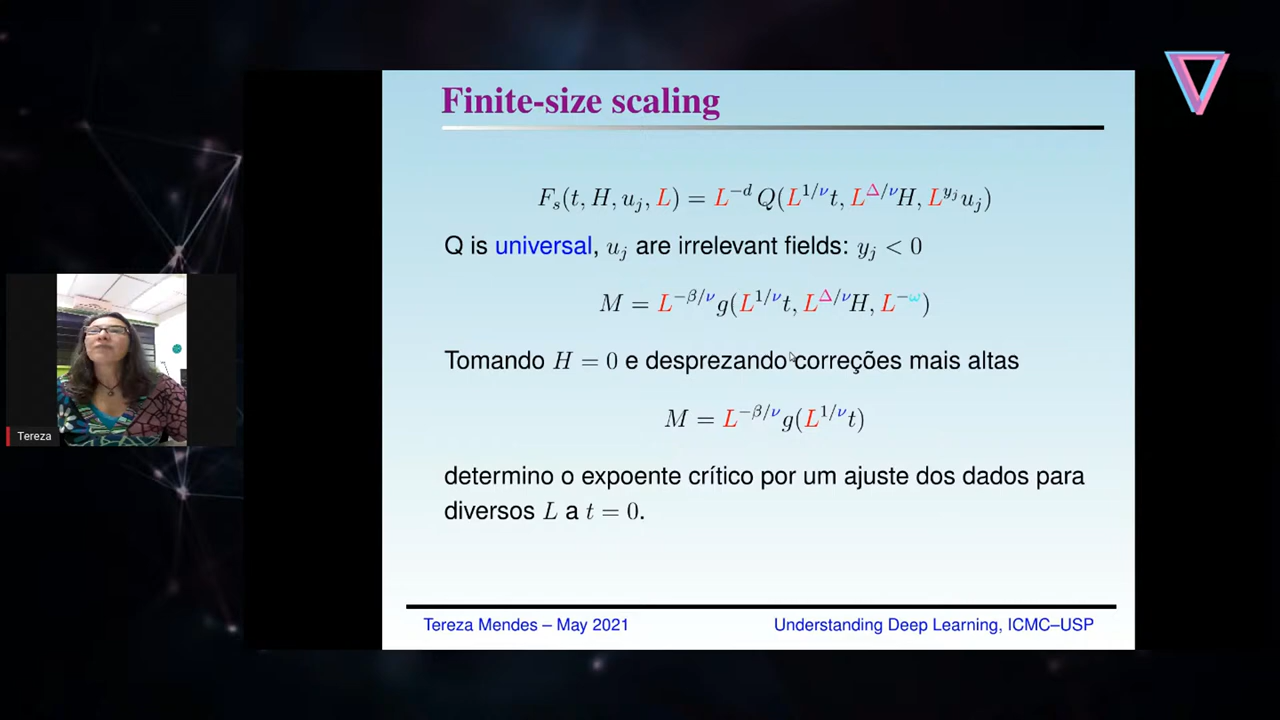 Finite-size scaling
F_s(t, H, u_j, L) = L^{-d} Q(L^{1/ν}t, L^{Δ/ν}H, L^{y_j}u_j)
Q is universal, u_j are irrelevant fields: y_j < 0
M = L^{-β/ν}g(L^{1/ν}t, L^{Δ/ν}H, L^{-ω})
Tomando H = 0 e desprezando correções mais altas
M = L^{-β/ν}g(L^{1/ν}t)
determino o expoente crítico por um ajuste dos dados para
diversos L a t = 0.
Tereza Mendes – May 2021
Understanding Deep Learning, ICMC–USP
Tereza